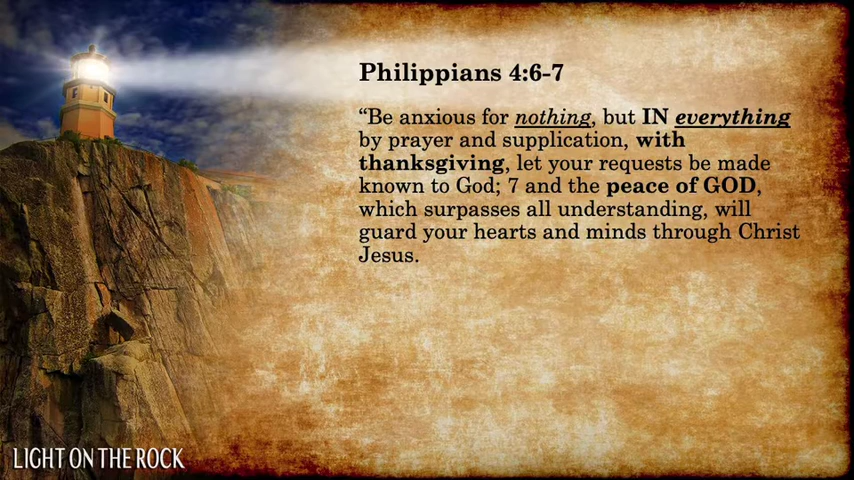 Philippians 4:6-7
“Be anxious for nothing, but IN everything
by prayer and supplication, with
thanksgiving, let your requests be made
known to God; 7 and the peace of GOD,
which surpasses all understanding, will
guard your hearts and minds through Christ
Jesus.
LIGHT ON THE ROCK